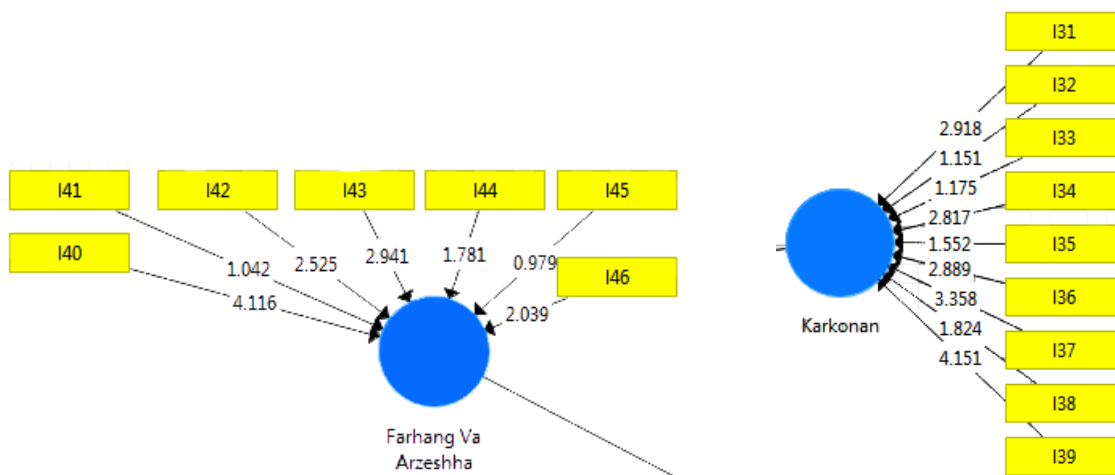 I41
I42
I43
I44
I45
I40
I46
1.042
2.525
2.941
1.781
0.979
4.116
2.039
Farhang Va
Arzeshha
I31
I32
I33
I34
I35
I36
I37
I38
I39
2.918
1.151
1.175
2.817
1.552
2.889
3.358
1.824
4.151
Karkonan